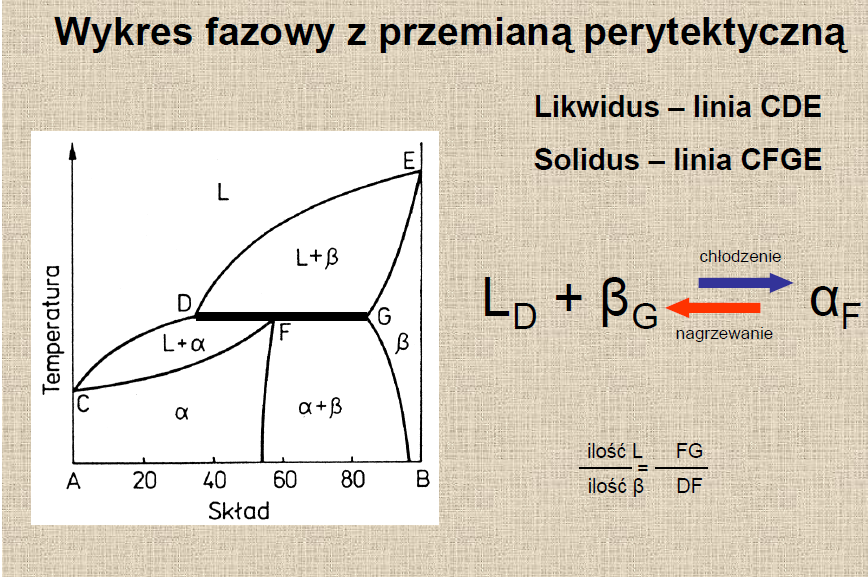 Wykres fazowy z przemianą perytektyczną
Likwidus – linia CDE
Solidus – linia CFGE
E
L
L+β
D
G
F
L+α
β
C
α
α+β
Temperatura
A 20 40 60 80 B
Skład
chłodzenie
L_D + β_G α_F
nagrzewanie
ilość L FG
=
ilość β DF